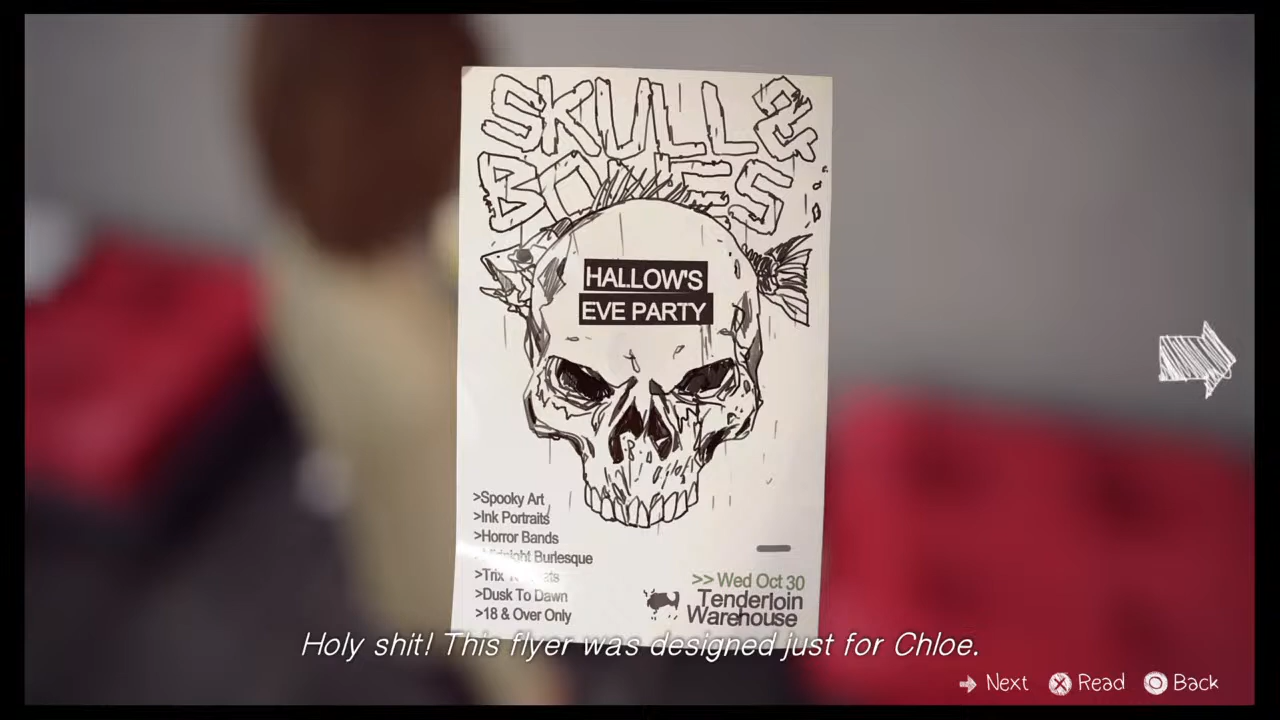 SKULL &
BONES
HALLOW'S
EVE PARTY
>Spooky Art
>Ink Portraits
>Horror Bands
Burlesque
>Dusk To Dawn
>18 & Over Only
>> Wed Oct 30
Tenderloin
Warehouse
Holy shit! This flyer was designed just for Chloe.
Next
Read
Back